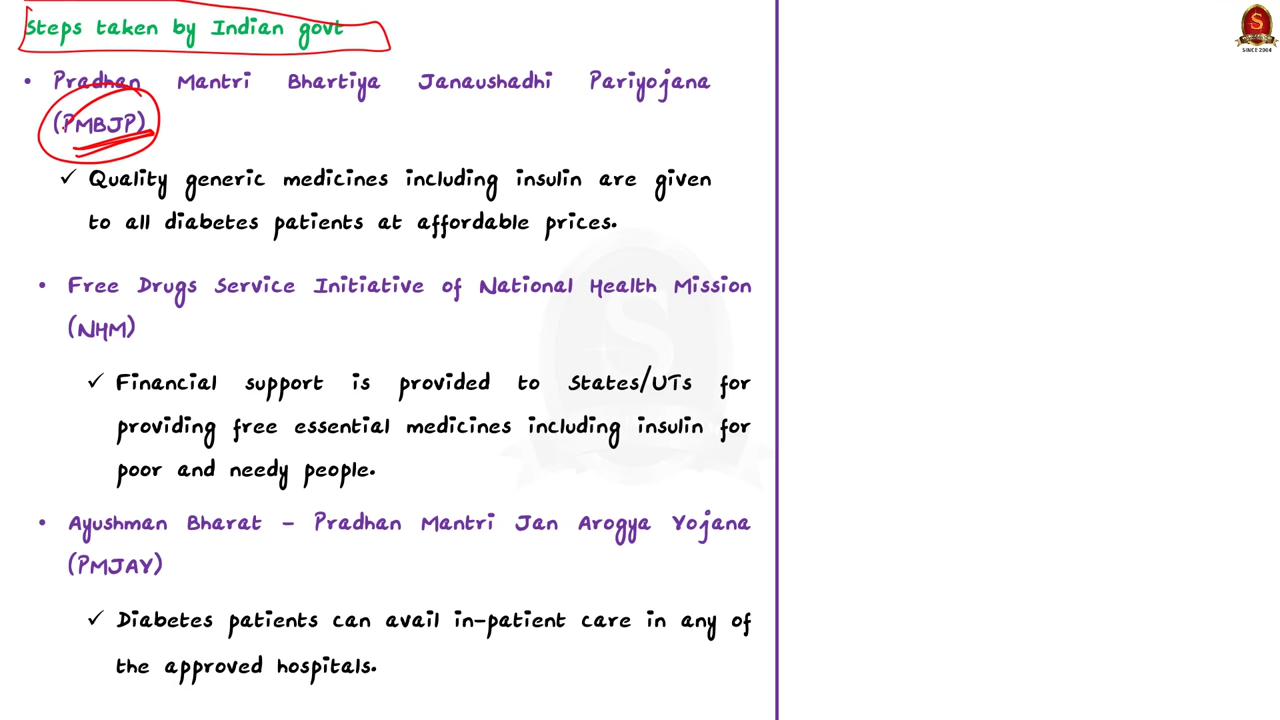 Steps taken by Indian govt
• Pradhan Mantri Bhartiya Janaushadhi Pariyojana
(PMBJP)
✓ Quality generic medicines including insulin are given
to all diabetes patients at affordable prices.
• Free Drugs Service Initiative of National Health Mission
(NHM)
✓ Financial support is provided to States/UTs for
providing free essential medicines including insulin for
poor and needy people.
• Ayushman Bharat – Pradhan Mantri Jan Arogya Yojana
(PMJAY)
✓ Diabetes patients can avail in-patient care in any of
the approved hospitals.
S
SINCE 2004